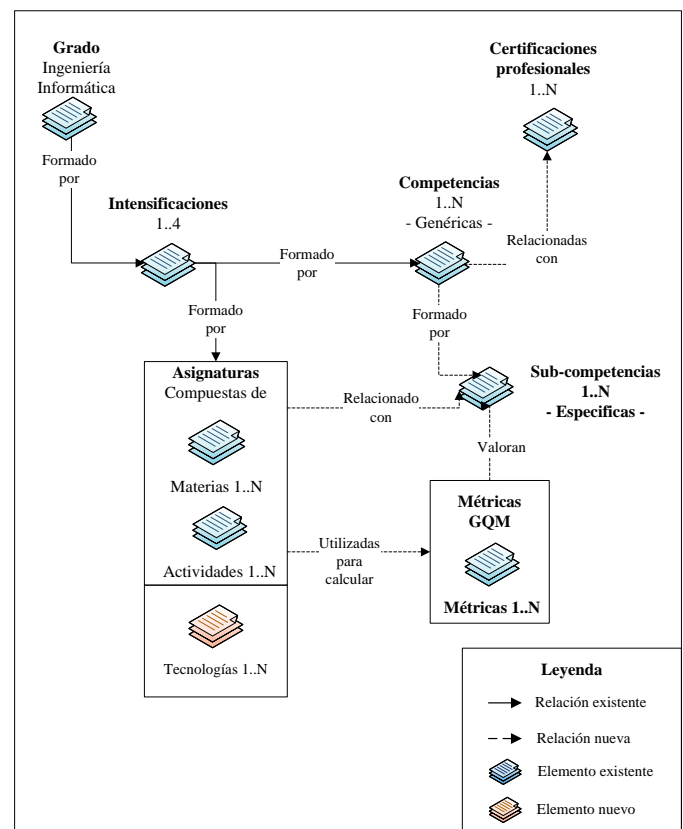 Grado
Ingeniería
Informática
Certificaciones
profesionales
1..N
Formado
por
Intensificaciones
1..4
Competencias
1..N
- Genéricas -
Formado
por
Relacionadas
con
Formado
por
Formado
por
Asignaturas
Compuestas de
Materias 1..N
Actividades 1..N
Tecnologías 1..N
Relacionado
con
Sub-competencias
1..N
- Especificas -
Valoran
Utilizadas
para
calcular
Métricas
GQM
Métricas 1..N
Leyenda
Relación existente
Relación nueva
Elemento existente
Elemento nuevo